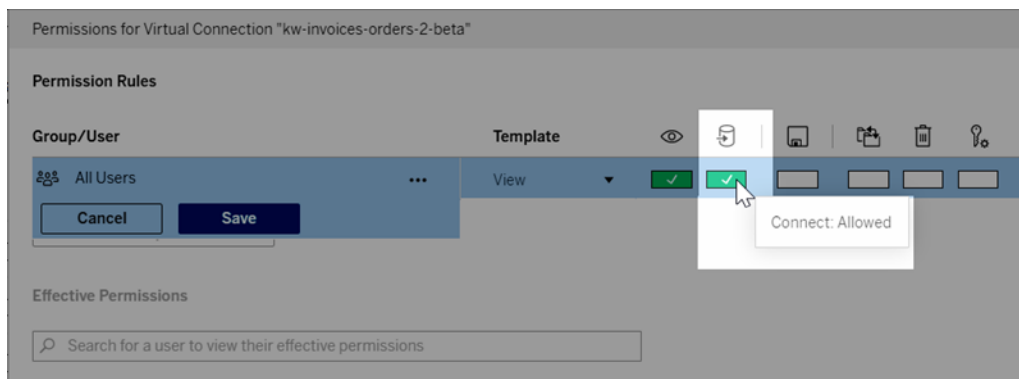 Permissions for Virtual Connection "kw-invoices-orders-2-beta"
Permission Rules
Group/User Template
All Users ... View
Cancel Save
Connect: Allowed
Effective Permissions
Search for a user to view their effective permissions